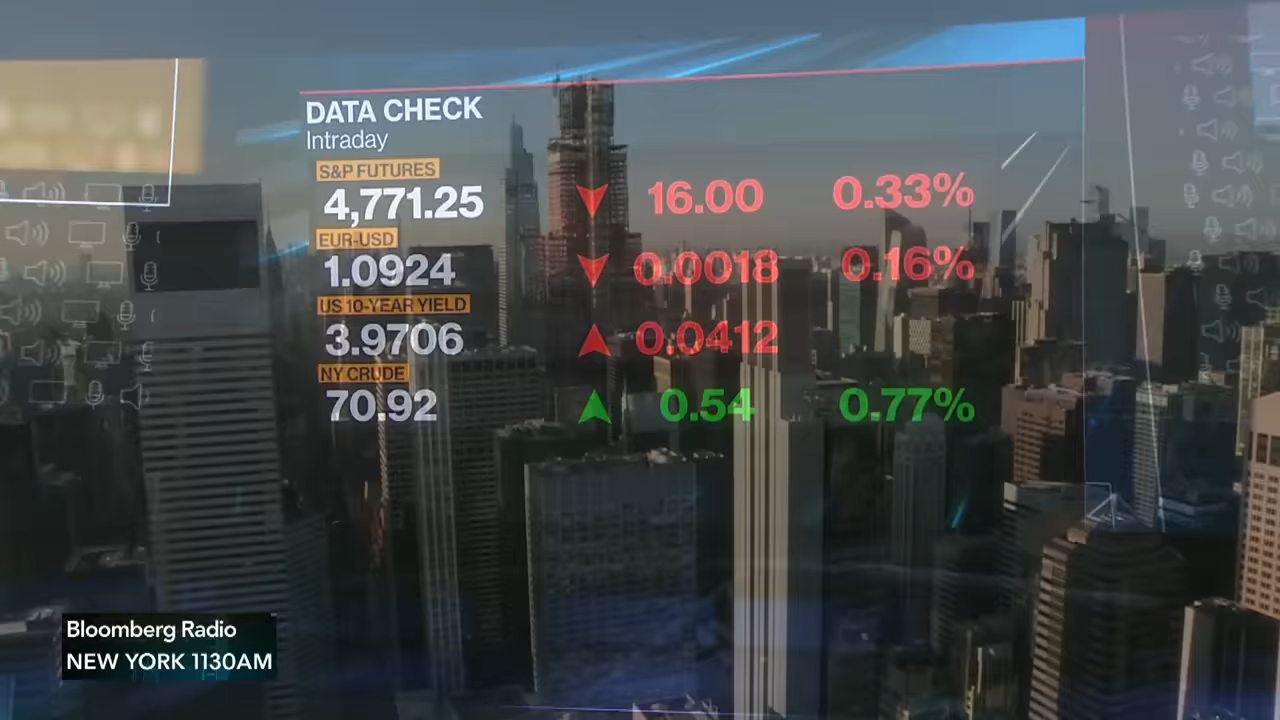 DATA CHECK
Intraday
S&P FUTURES
4,771.25 16.00 0.33%
EUR-USD
1.0924 0.0018 0.16%
US 10-YEAR YIELD
3.9706 0.0412
NY CRUDE
70.92 0.54 0.77%
Bloomberg Radio
NEW YORK 1130AM